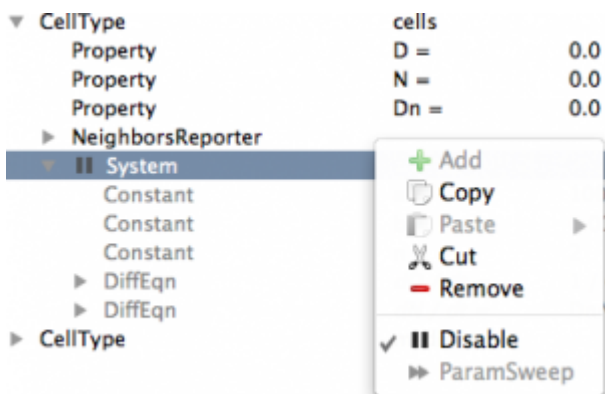 CellType cells
Property D = 0.0
Property N = 0.0
Property Dn = 0.0
NeighborsReporter
System
Add
Constant
Copy
Constant
Paste
Constant
Cut
DiffEqn
Remove
DiffEqn
CellType
Disable
ParamSweep